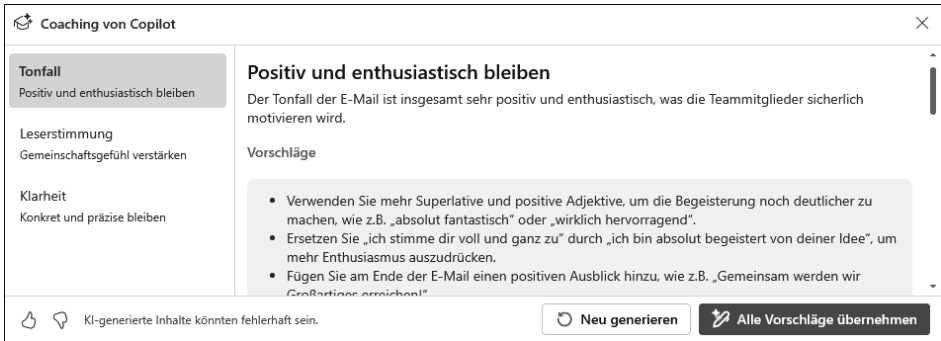 Coaching von Copilot
Tonfall
Positiv und enthusiastisch bleiben
Leserstimmung
Gemeinschaftsgefühl verstärken
Klarheit
Konkret und präzise bleiben
Positiv und enthusiastisch bleiben
Der Tonfall der E-Mail ist insgesamt sehr positiv und enthusiastisch, was die Teammitglieder sicherlich
motivieren wird.
Vorschläge
• Verwenden Sie mehr Superlative und positive Adjektive, um die Begeisterung noch deutlicher zu
machen, wie z.B. „absolut fantastisch“ oder „wirklich hervorragend“.
• Ersetzen Sie „ich stimme dir voll und ganz zu“ durch „ich bin absolut begeistert von deiner Idee“, um
mehr Enthusiasmus auszudrücken.
• Fügen Sie am Ende der E-Mail einen positiven Ausblick hinzu, wie z.B. „Gemeinsam werden wir
Großartiges erreichen!“
KI-generierte Inhalte könnten fehlerhaft sein.
Neu generieren
Alle Vorschläge übernehmen